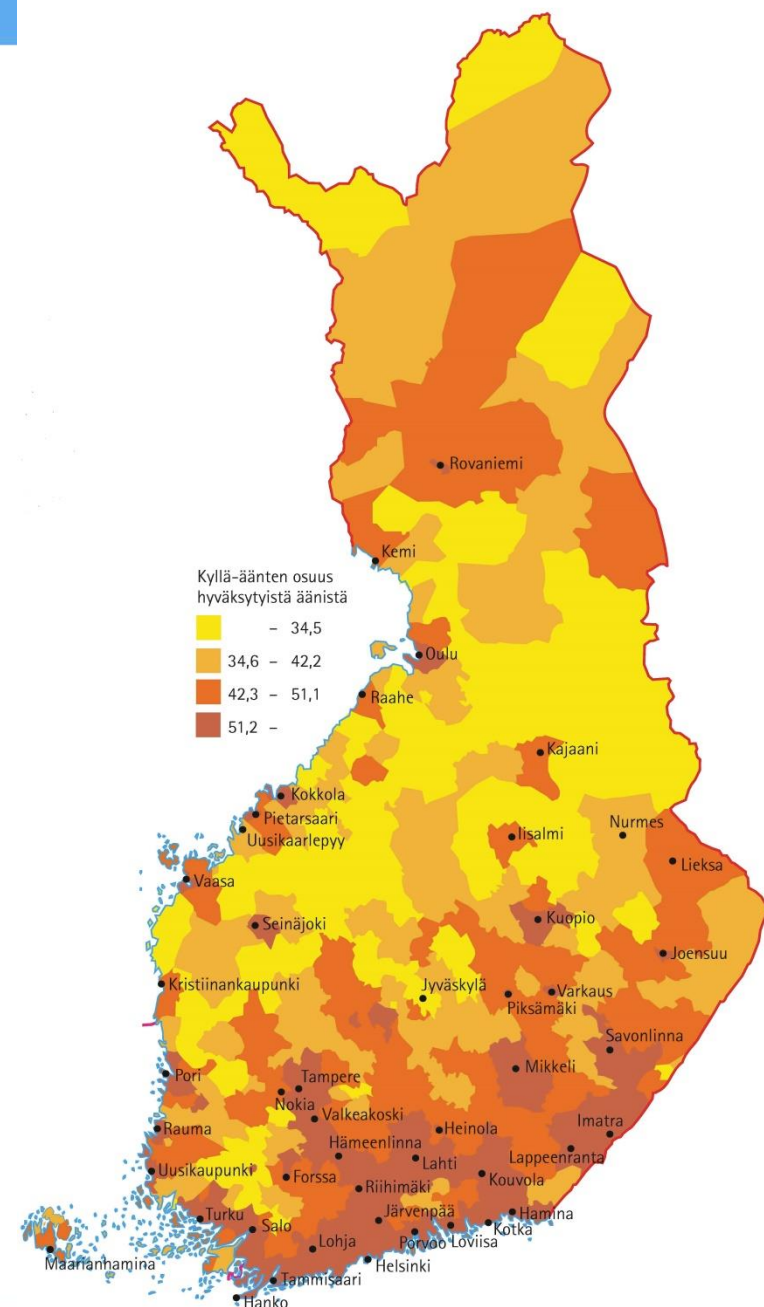 Rovaniemi
Kemi
Kyllä-äänten osuus
hyväksytyistä äänistä
– 34,5
34,6 – 42,2
42,3 – 51,1
51,2 –
Oulu
Raahe
Kajaani
Kokkola
Pietarsaari
Uusikaarlepyy
Iisalmi
Nurmes
Lieksa
Vaasa
Seinäjoki
Kuopio
Joensuu
Kristiinankaupunki
Jyväskylä
Varkaus
Piksämäki
Savonlinna
Mikkeli
Pori
Tampere
Nokia
Valkeakoski
Rauma
Heinola
Imatra
Hämeenlinna
Lahti
Lappeenranta
Uusikaupunki
Forssa
Kouvola
Riihimäki
Turku
Salo
Järvenpää
Hamina
Kotka
Lohja
Porvoo
Loviisa
Maarianhamina
Helsinki
Tammisaari
Hanko